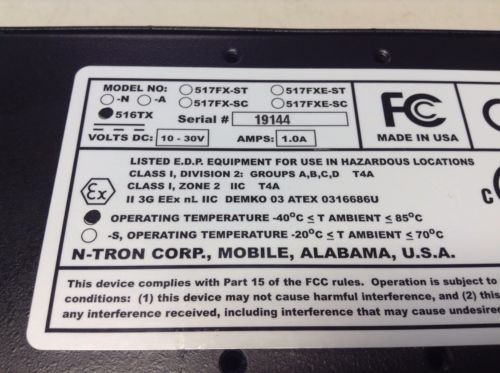 MODEL NO: 517FX-ST 517FXE-ST
-N -A 517FX-SC 517FXE-SC
516TX Serial # 19144
VOLTS DC: 10 - 30V AMPS: 1.0A
FC
MADE IN USA
LISTED E.D.P. EQUIPMENT FOR USE IN HAZARDOUS LOCATIONS
CLASS I, DIVISION 2: GROUPS A,B,C,D T4A
CLASS I, ZONE 2 IIC T4A
II 3G EEx nL IIC DEMKO 03 ATEX 0316686U
Ex
C
OPERATING TEMPERATURE -40°C ≤ T AMBIENT ≤ 85°C
-S, OPERATING TEMPERATURE -20°C ≤ T AMBIENT ≤ 70°C
N-TRON CORP., MOBILE, ALABAMA, U.S.A.
This device complies with Part 15 of the FCC rules. Operation is subject to
conditions: (1) this device may not cause harmful interference, and (2) this
any interference received, including interference that may cause undesire